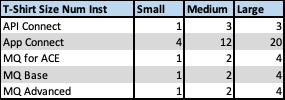 T-Shirt Size Num Inst Small Medium Large
API Connect 1 3 3
App Connect 4 12 20
MQ for ACE 1 2 4
MQ Base 1 2 4
MQ Advanced 1 2 4